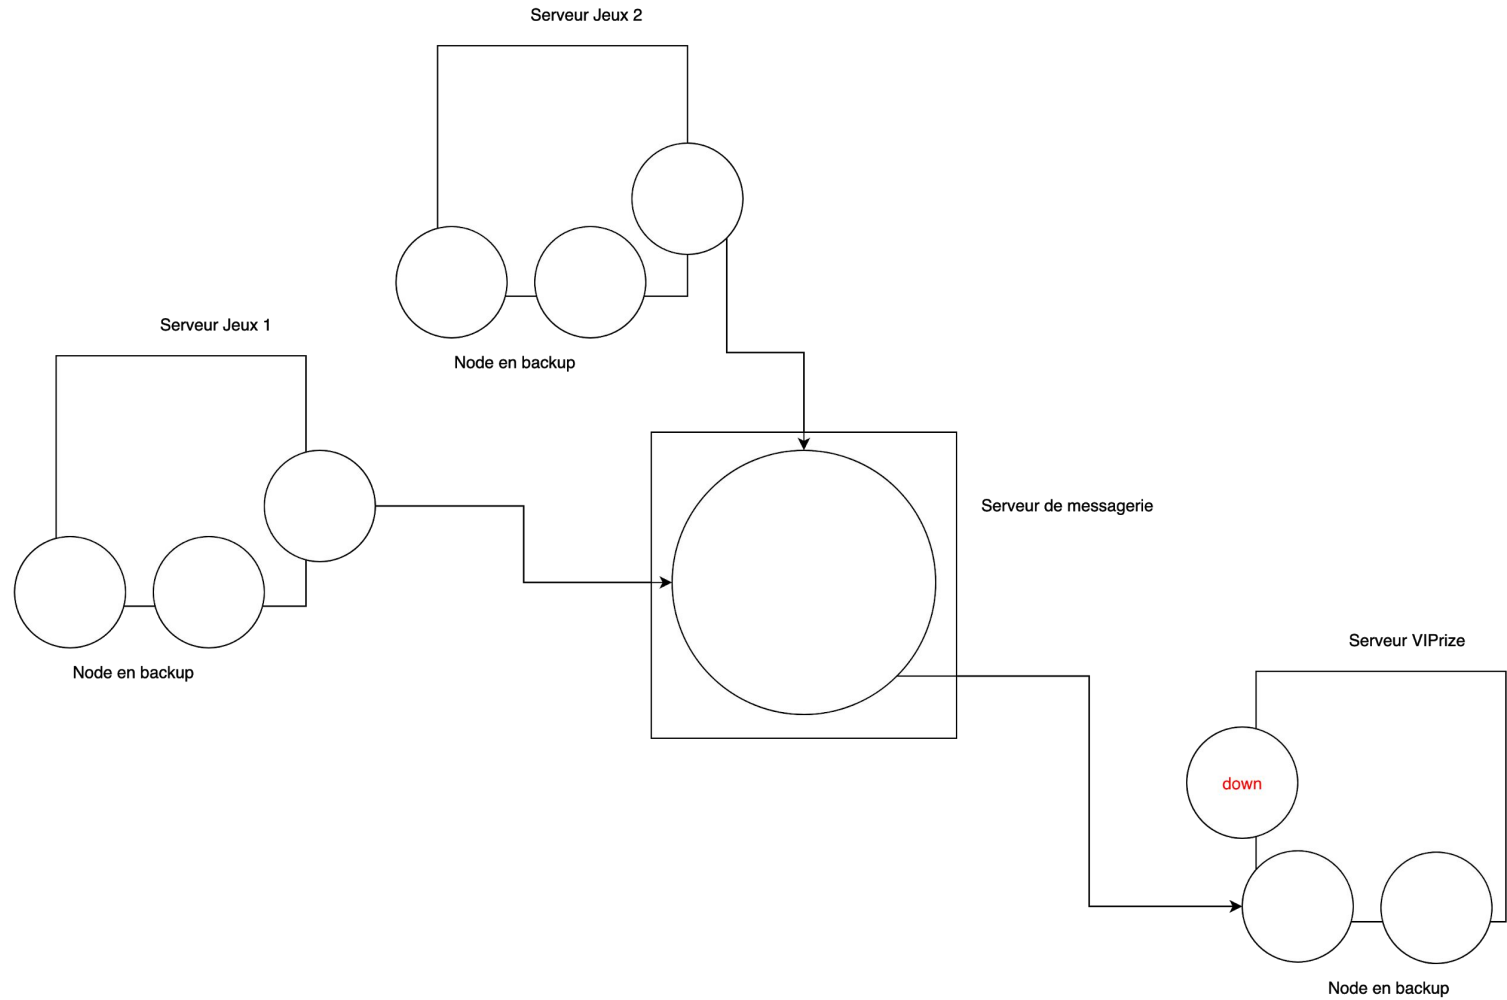 Serveur Jeux 2
Node en backup
Serveur Jeux 1
Node en backup
Serveur de messagerie
Serveur VIPrize
down
Node en backup